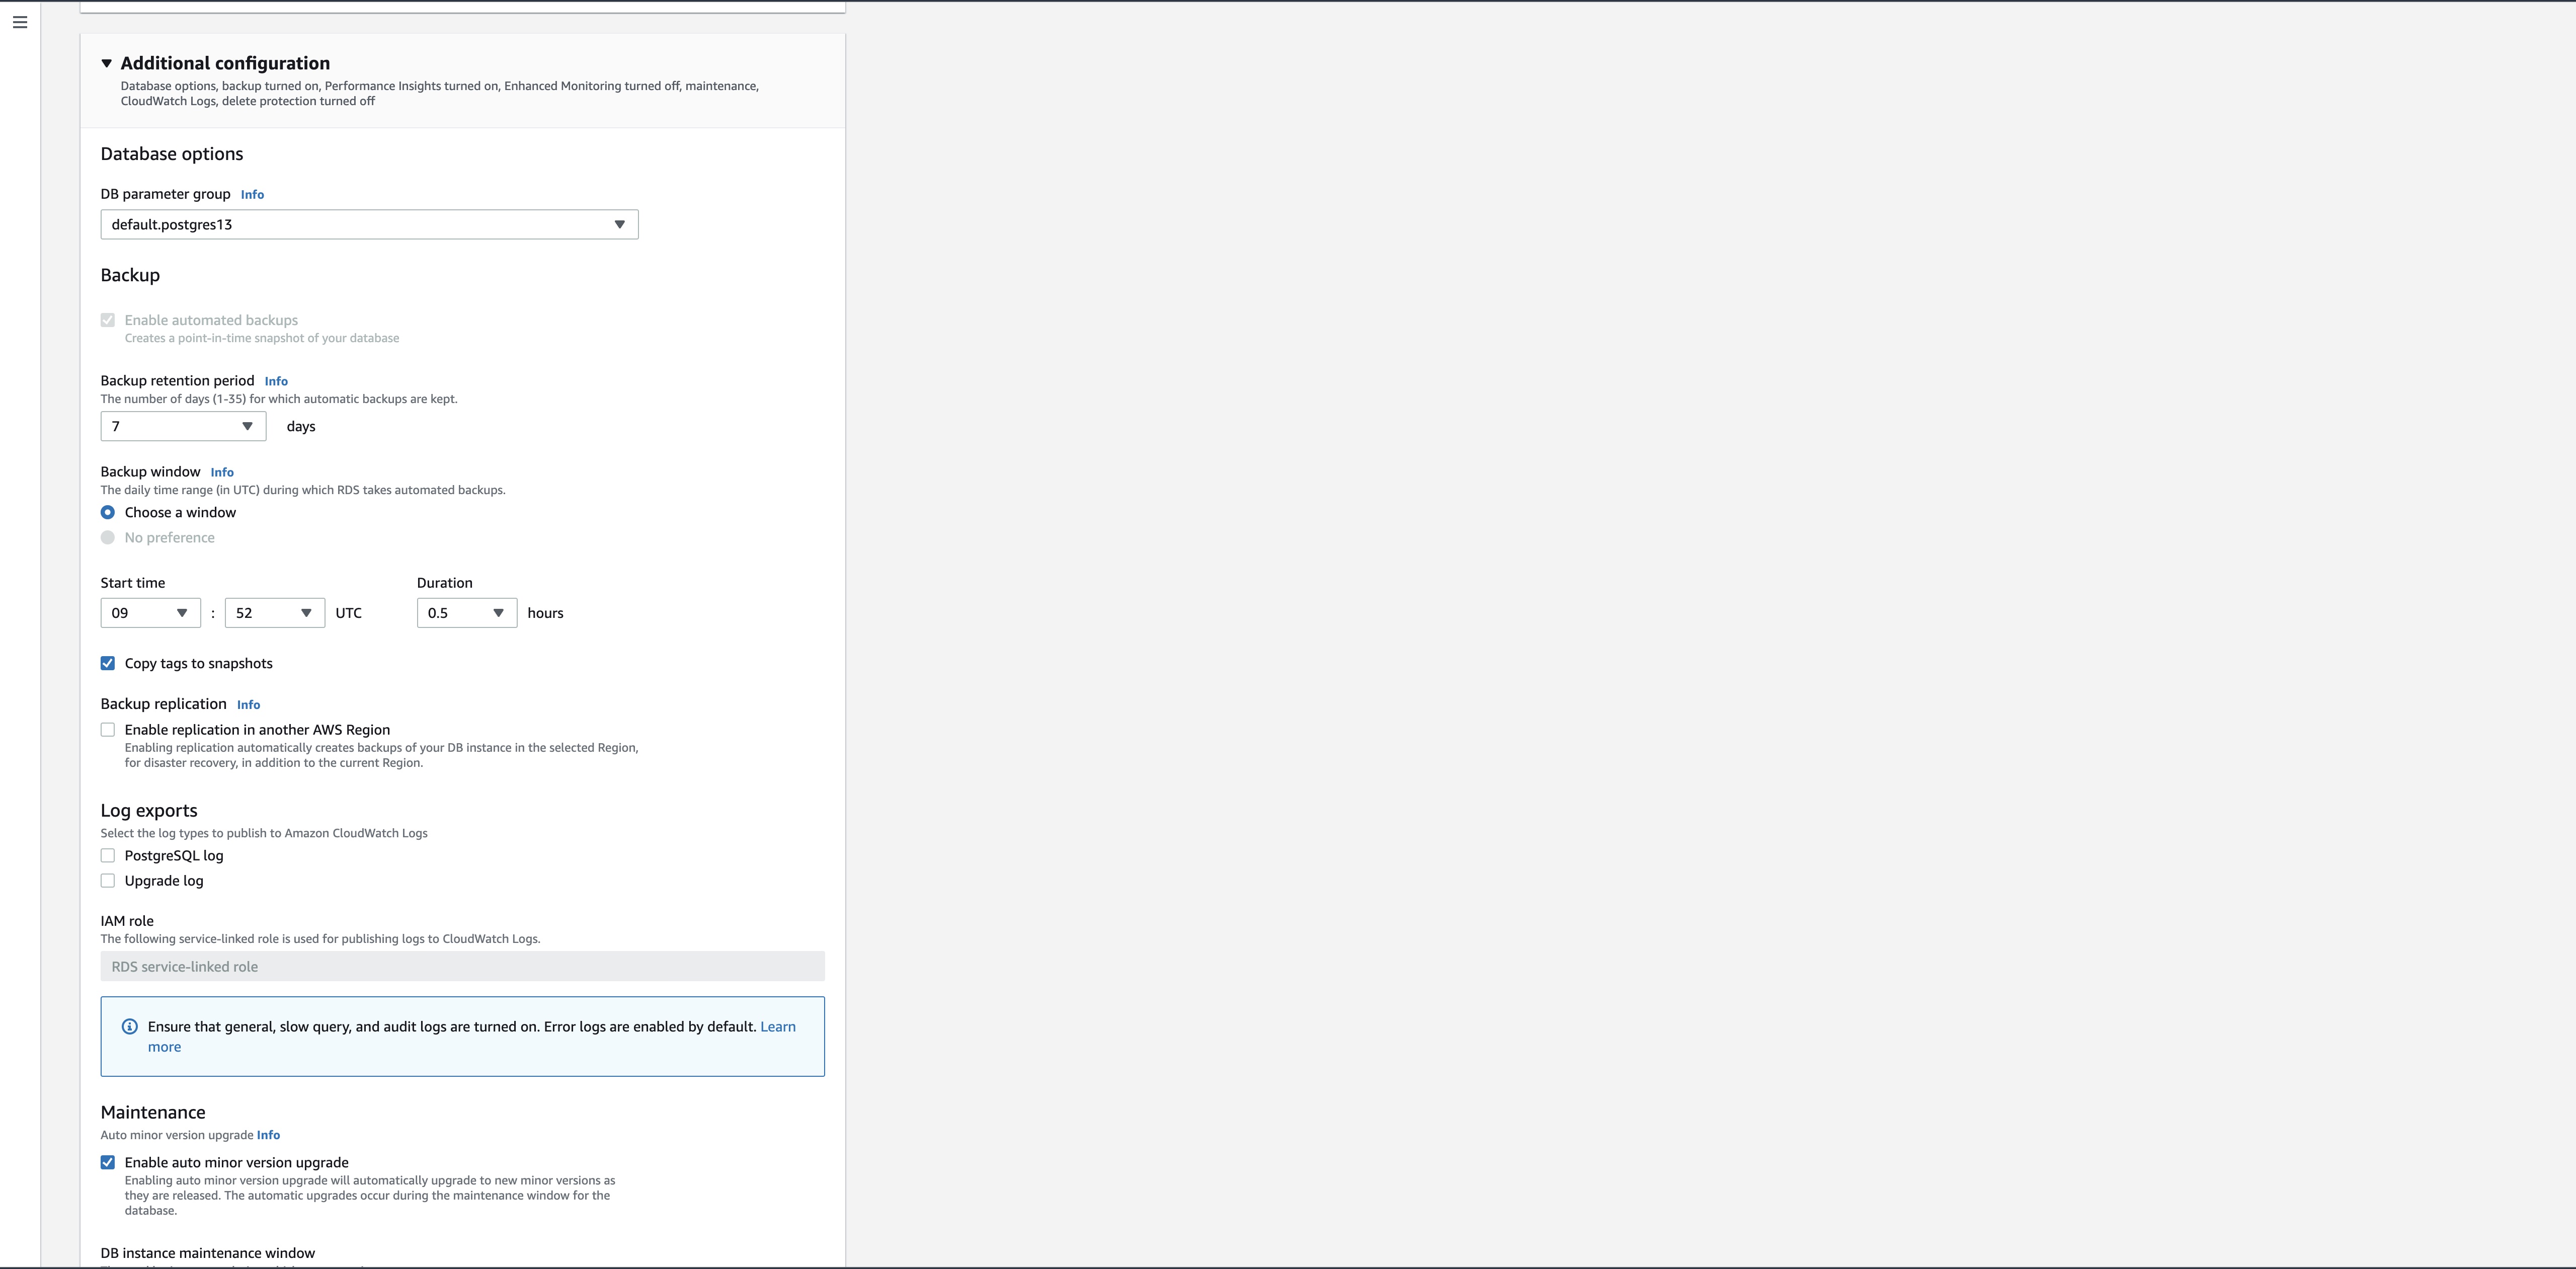 Additional configuration
Database options, backup turned on, Performance Insights turned on, Enhanced Monitoring turned off, maintenance,
CloudWatch Logs, delete protection turned off
Database options
DB parameter group Info
default.postgres13
Backup
Enable automated backups
Creates a point-in-time snapshot of your database
Backup retention period Info
The number of days (1-35) for which automatic backups are kept.
7 days
Backup window Info
The daily time range (in UTC) during which RDS takes automated backups.
Choose a window
No preference
Start time Duration
09 : 52 UTC 0.5 hours
Copy tags to snapshots
Backup replication Info
Enable replication in another AWS Region
Enabling replication automatically creates backups of your DB instance in the selected Region,
for disaster recovery, in addition to the current Region.
Log exports
Select the log types to publish to Amazon CloudWatch Logs
PostgreSQL log
Upgrade log
IAM role
The following service-linked role is used for publishing logs to CloudWatch Logs.
RDS service-linked role
Ensure that general, slow query, and audit logs are turned on. Error logs are enabled by default. Learn
more
Maintenance
Auto minor version upgrade Info
Enable auto minor version upgrade
Enabling auto minor version upgrade will automatically upgrade to new minor versions as
they are released. The automatic upgrades occur during the maintenance window for the
database.
DB instance maintenance window